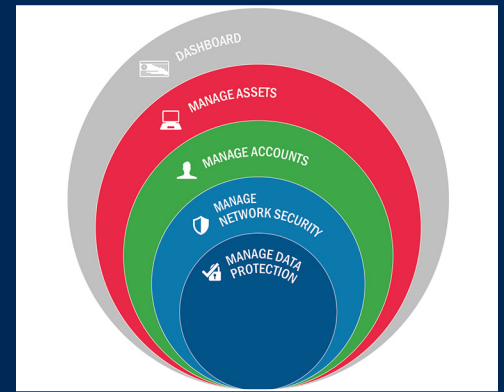 DASHBOARD
MANAGE ASSETS
MANAGE ACCOUNTS
MANAGE
NETWORK SECURITY
MANAGE DATA
PROTECTION